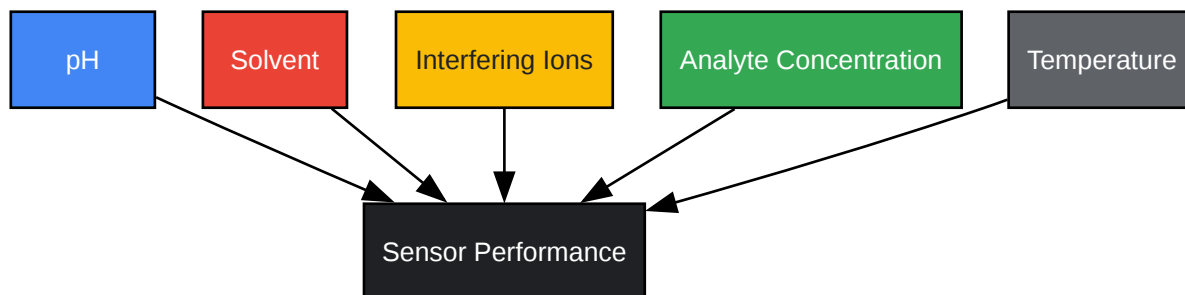 pH
Solvent
Interfering Ions
Analyte Concentration
Temperature
Sensor Performance